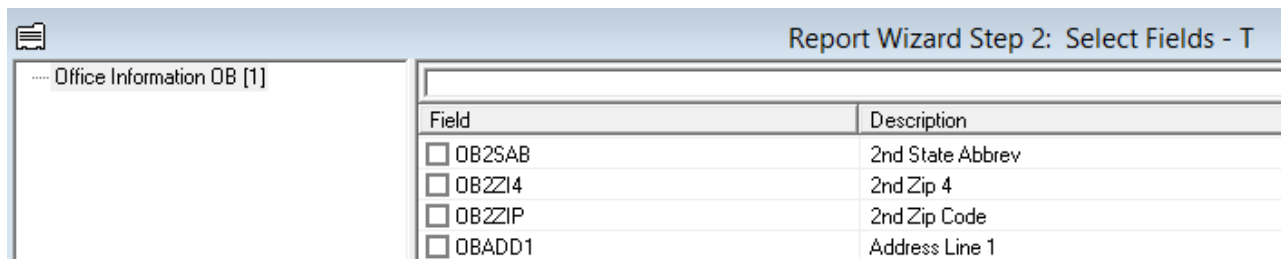 Report Wizard Step 2: Select Fields - T
Office Information OB [1]
Field Description
OB2SAB 2nd State Abbrev
OB2ZI4 2nd Zip 4
OB2ZIP 2nd Zip Code
OBADD1 Address Line 1